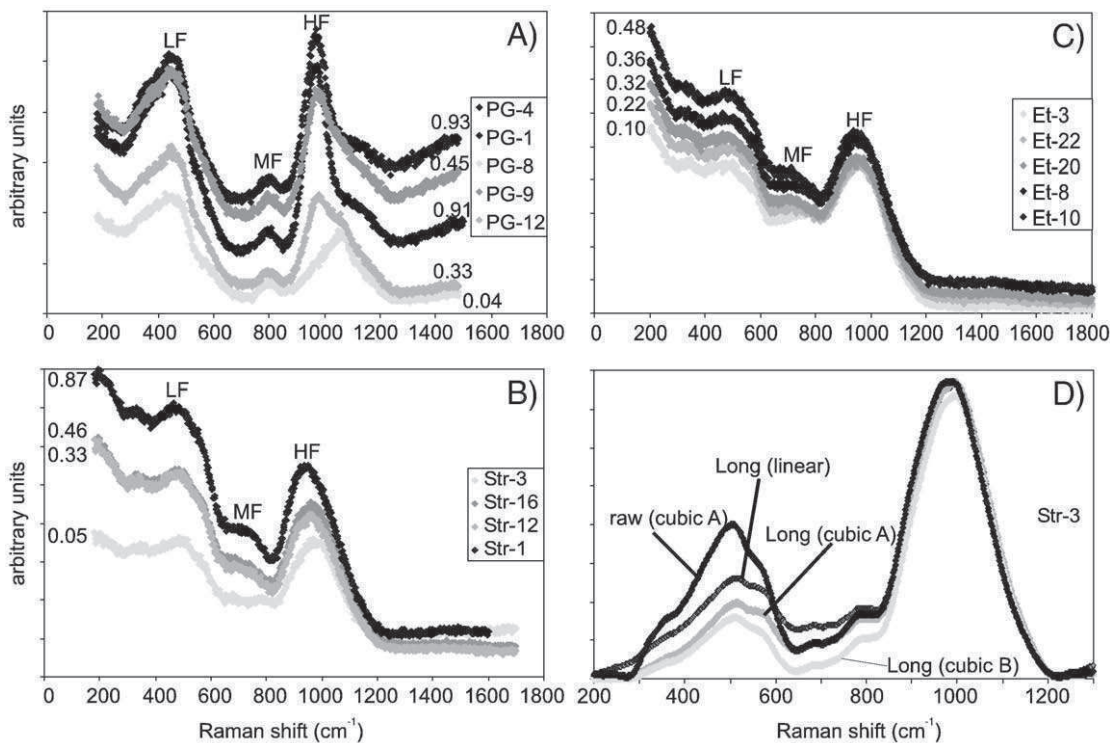 A)
LF
HF
MF
0.93
0.45
0.91
0.33
0.04
PG-4
PG-1
PG-8
PG-9
PG-12
arbitrary units
0 200 400 600 800 1000 1200 1400 1600 1800
C)
0.48
0.36
0.32
0.22
0.10
LF
MF
HF
Et-3
Et-22
Et-20
Et-8
Et-10
0 200 400 600 800 1000 1200 1400 1600 1800
B)
0.87
0.46
0.33
0.05
LF
MF
HF
Str-3
Str-16
Str-12
Str-1
arbitrary units
0 200 400 600 800 1000 1200 1400 1600 1800
Raman shift (cm⁻¹)
D)
Long (linear)
raw (cubic A)
Long (cubic A)
Str-3
Long (cubic B)
200 400 600 800 1000 1200
Raman shift (cm⁻¹)